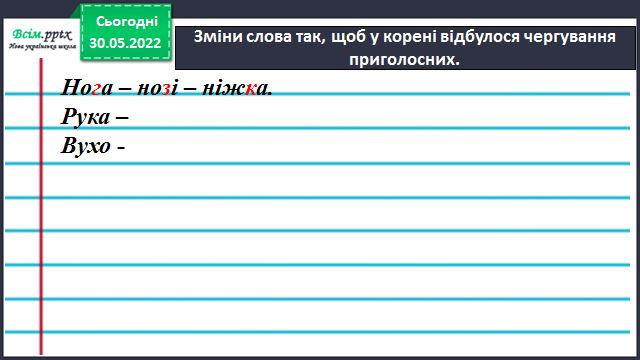 Всім.pptx
Нова українська школа
Сьогодні
30.05.2022
Зміни слова так, щоб у корені відбулося чергування
приголосних.
Нога – нозі – ніжка.
Рука –
Вухо -